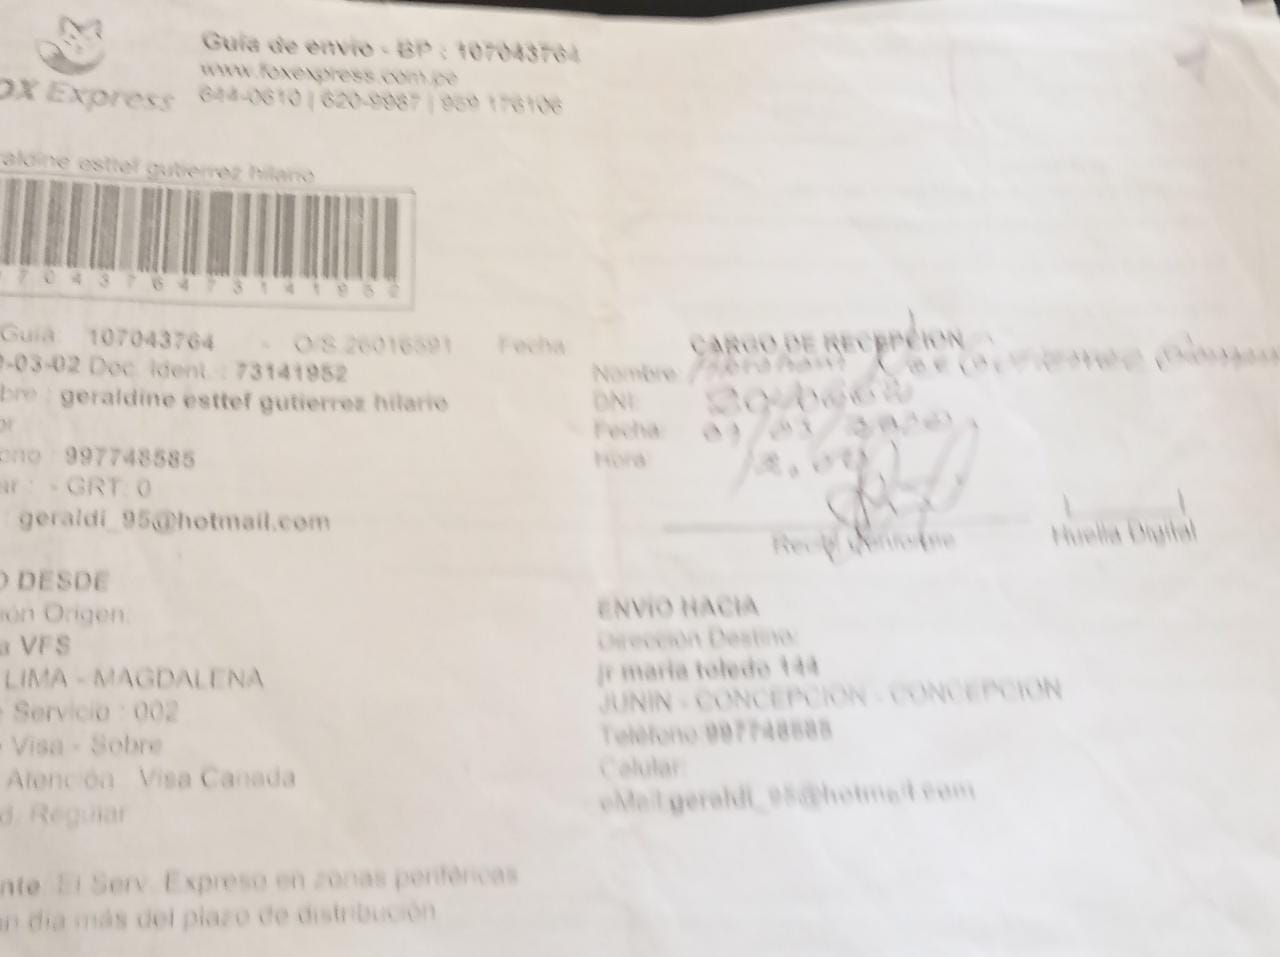 OX Express
Guía de envío - BP : 107043764
www.foxexpress.com.pe
644-0610 | 620-9987 | 959 176106
aldine esttef gutierrez hilario
7 0 4 3 7 6 4 7 3 1 4 1 9 5 2
Guía: 107043764 - O/S.26016591 Fecha:
-03-02 Doc. Ident. : 73141952
bre : geraldine esttef gutierrez hilario
or
ono : 997748585
ar : - GRT: 0
: geraldi_95@hotmail.com
CARGO DE RECEPCION
Nombre:
DNI:
Fecha:
Hora:
Recibí Conforme
Huella Digital
O DESDE
ión Origen:
a VFS
LIMA - MAGDALENA
Servicio : 002
Visa - Sobre
Atención : Visa Canada
d. Regular
ENVÍO HACIA
Dirección Destino:
jr maria toledo 144
JUNIN - CONCEPCION - CONCEPCION
Teléfono:997748585
Celular:
eMail:geraldi_95@hotmail.com
nte: El Serv. Expreso en zonas periféricas
n día más del plazo de distribución